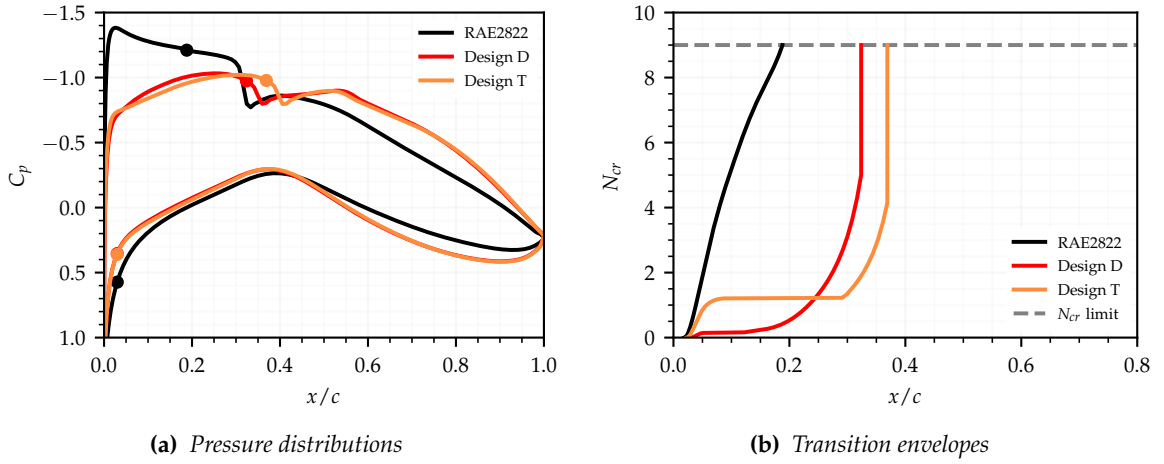 −1.5
−1.0
−0.5
0.0
0.5
1.0
C_p
0.0 0.2 0.4 0.6 0.8 1.0
x/c
RAE2822
Design D
Design T
(a) Pressure distributions
10
8
6
4
2
0
N_cr
0.0 0.2 0.4 0.6 0.8
x/c
RAE2822
Design D
Design T
N_cr limit
(b) Transition envelopes